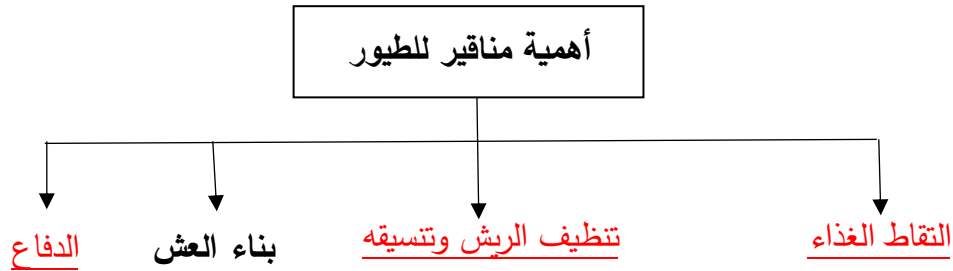 أهمية مناقير للطيور
التقاط الغذاء
تنظيف الريش وتنسيقه
بناء العش
الدفاع